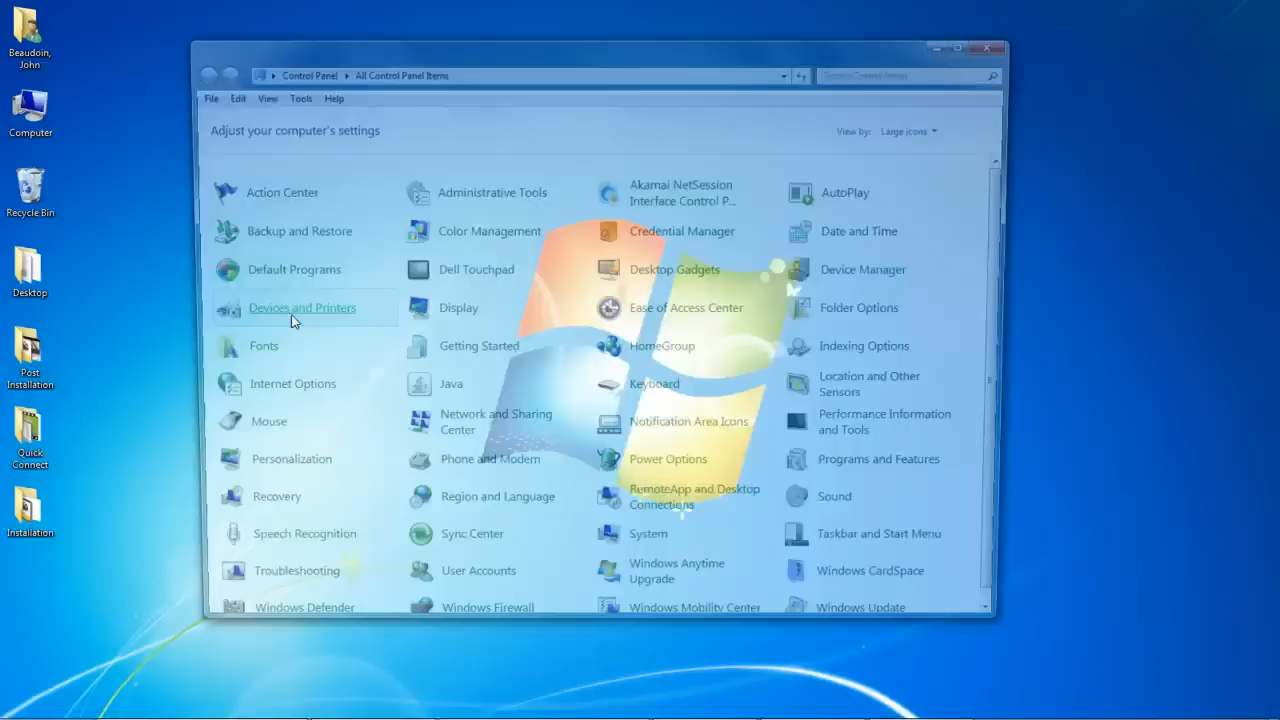 Beaudoin,
John
Computer
Recycle Bin
Desktop
Post
Installation
Quick
Connect
Installation
Control Panel All Control Panel Items
File Edit View Tools Help
Adjust your computer's settings
View by: Large icons
Action Center
Administrative Tools
Akamai NetSession
Interface Control P...
AutoPlay
Backup and Restore
Color Management
Credential Manager
Date and Time
Default Programs
Dell Touchpad
Desktop Gadgets
Device Manager
Devices and Printers
Display
Ease of Access Center
Folder Options
Fonts
Getting Started
HomeGroup
Indexing Options
Internet Options
Java
Keyboard
Location and Other
Sensors
Mouse
Network and Sharing
Center
Notification Area Icons
Performance Information
and Tools
Personalization
Phone and Modem
Power Options
Programs and Features
Recovery
Region and Language
RemoteApp and Desktop
Connections
Sound
Speech Recognition
Sync Center
System
Taskbar and Start Menu
Troubleshooting
User Accounts
Windows Anytime
Upgrade
Windows CardSpace
Windows Defender
Windows Firewall
Windows Mobility Center
Windows Update